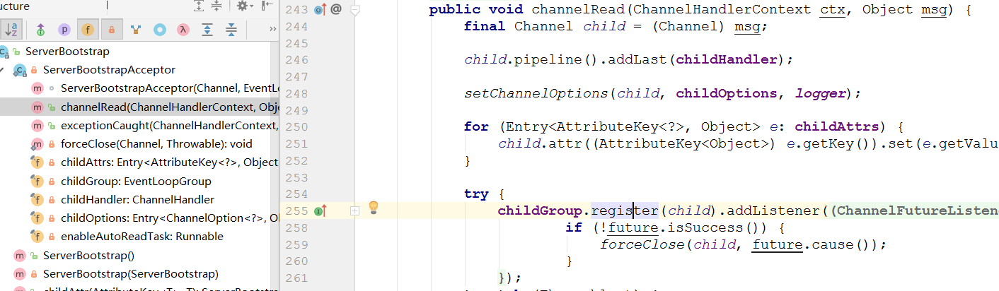 ucture
ServerBootstrap
ServerBootstrapAcceptor
ServerBootstrapAcceptor(Channel, EventLo
channelRead(ChannelHandlerContext, Obje
exceptionCaught(ChannelHandlerContext,
forceClose(Channel, Throwable): void
childAttrs: Entry<AttributeKey<?>, Object
childGroup: EventLoopGroup
childHandler: ChannelHandler
childOptions: Entry<ChannelOption<?>, O
enableAutoReadTask: Runnable
ServerBootstrap()
ServerBootstrap(ServerBootstrap)
243 @ public void channelRead(ChannelHandlerContext ctx, Object msg) {
244 final Channel child = (Channel) msg;
245
246 child.pipeline().addLast(childHandler);
247
248 setChannelOptions(child, childOptions, logger);
249
250 for (Entry<AttributeKey<?>, Object> e: childAttrs) {
251 child.attr((AttributeKey<Object>) e.getKey()).set(e.getValu
252 }
253
254 try {
255 childGroup.register(child).addListener((ChannelFutureListen
258 if (!future.isSuccess()) {
259 forceClose(child, future.cause());
260 }
261 });